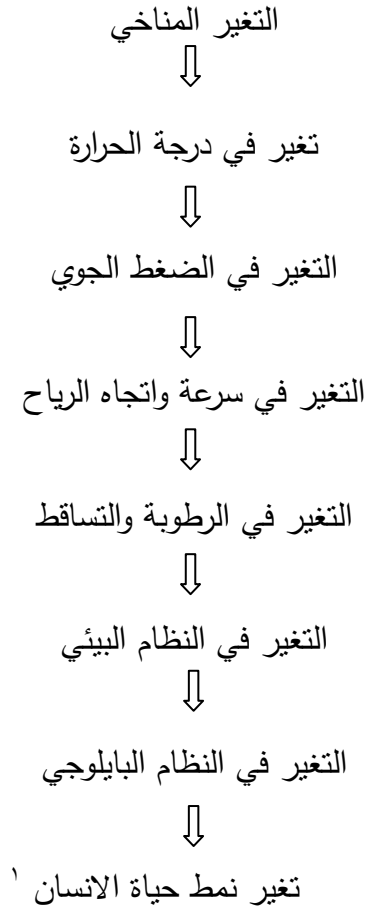 التغير المناخي
تغير في درجة الحرارة
التغير في الضغط الجوي
التغير في سرعة واتجاه الرياح
التغير في الرطوبة والتساقط
التغير في النظام البيئي
التغير في النظام البايلوجي
تغير نمط حياة الانسان ١